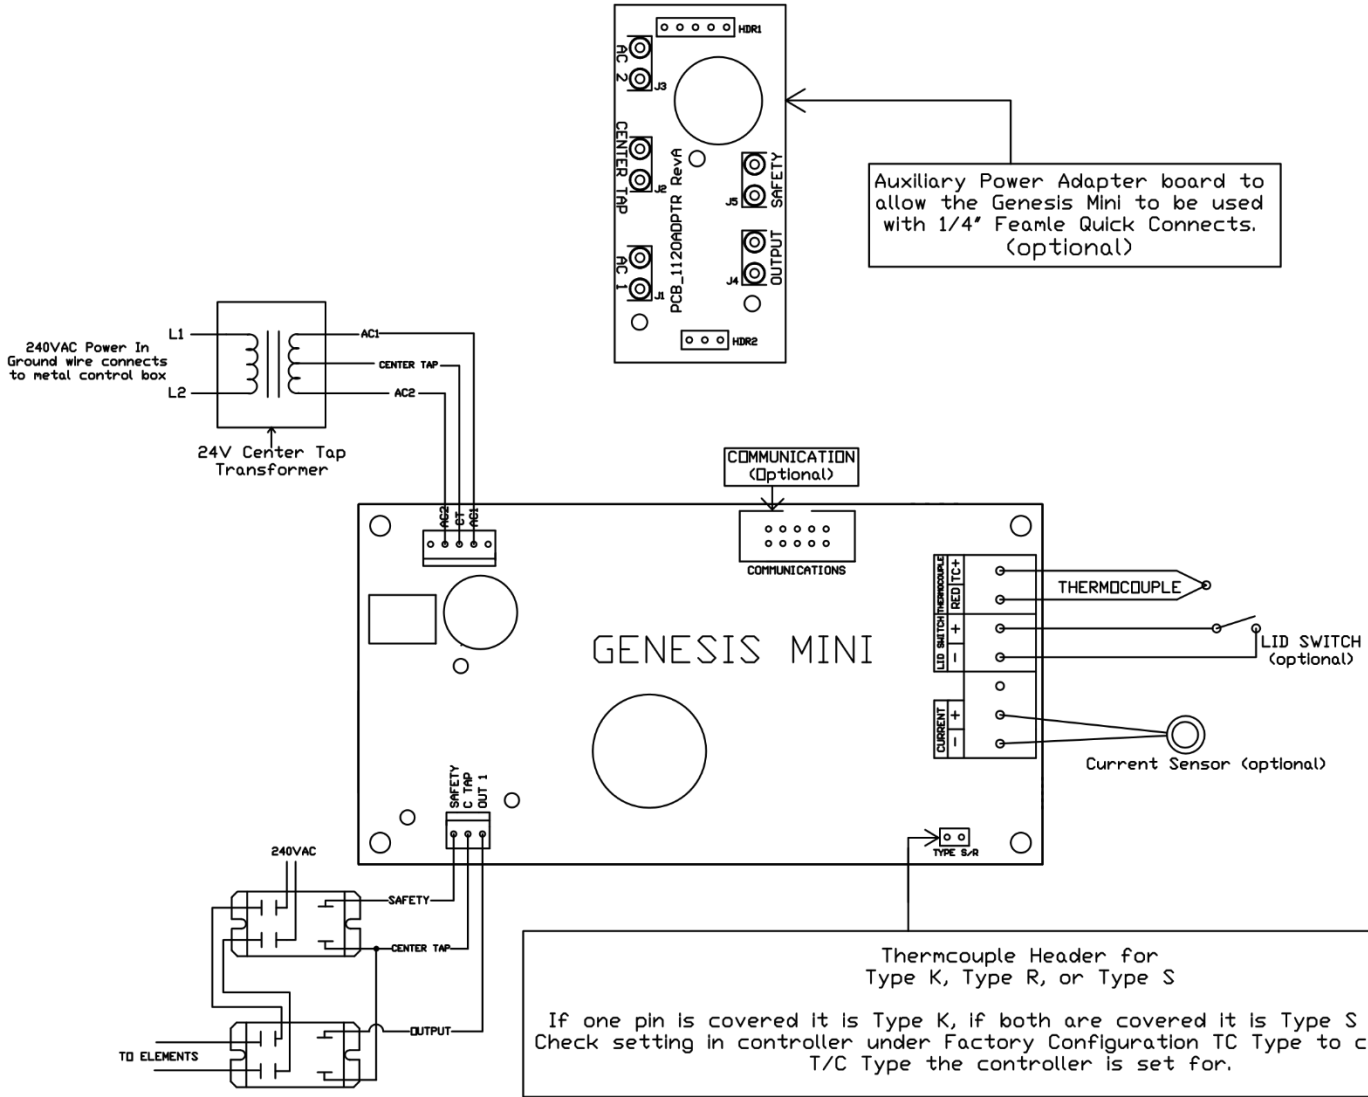 HDR1
AC 2
J3
CENTER TAP
J2
AC 1
J1
PCB_1120ADPTR RevA
SAFETY
J5
OUTPUT
J4
HDR2
Auxiliary Power Adapter board to
allow the Genesis Mini to be used
with 1/4" Feamle Quick Connects.
(optional)
240VAC Power In
Ground wire connects
to metal control box
L1
L2
AC1
CENTER TAP
AC2
24V Center Tap
Transformer
COMMUNICATION
(Optional)
AC2
CT
AC1
COMMUNICATIONS
GENESIS MINI
THERMOCOUPLE
RED TC+
LID SWITCH
- +
CURRENT
- +
THERMOCOUPLE
LID SWITCH
(optional)
Current Sensor (optional)
SAFETY
C TAP
OUT 1
TYPE S/R
240VAC
SAFETY
CENTER TAP
OUTPUT
TO ELEMENTS
Thermcouple Header for
Type K, Type R, or Type S
If one pin is covered it is Type K, if both are covered it is Type S
Check setting in controller under Factory Configuration TC Type to c
T/C Type the controller is set for.